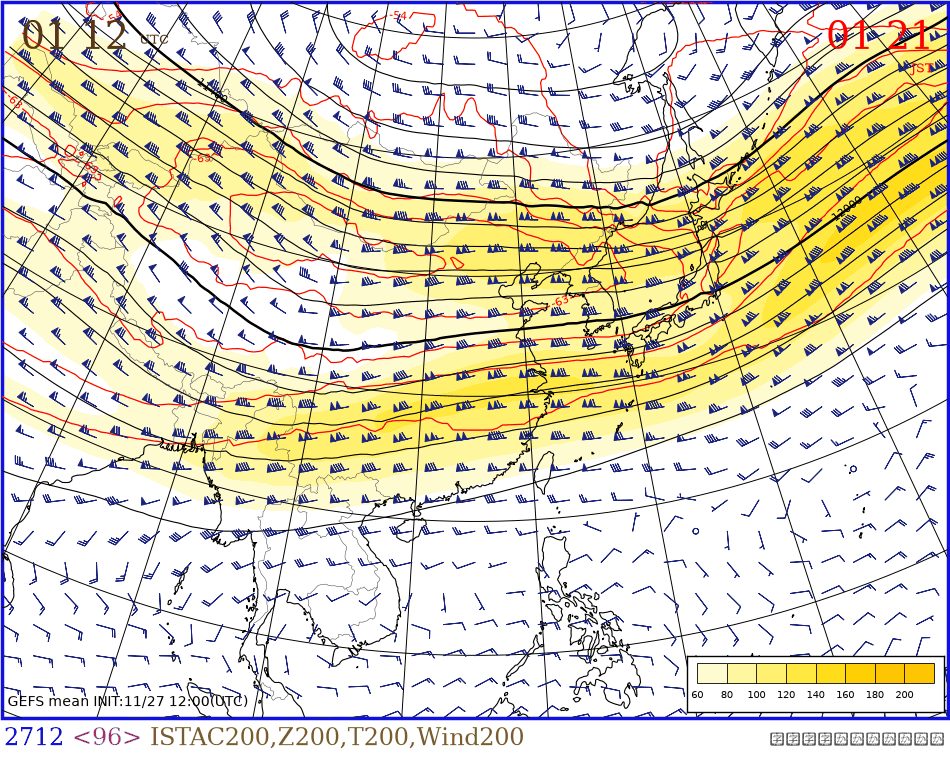 01 12 UTC
01 21 JST
-54
-63
-63
-63
12000
-63
60 80 100 120 140 160 180 200
GEFS mean INIT:11/27 12:00(UTC)
2712 <96> ISTAC200,Z200,T200,Wind200